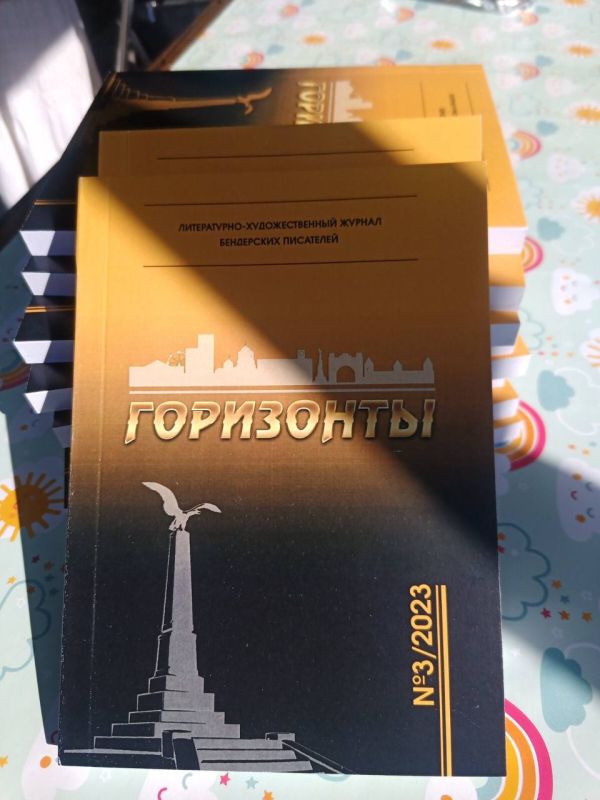 ЛИТЕРАТУРНО-ХУДОЖЕСТВЕННЫЙ ЖУРНАЛ
БЕНДЕРСКИХ ПИСАТЕЛЕЙ
ГОРИЗОНТЫ
№3/2023